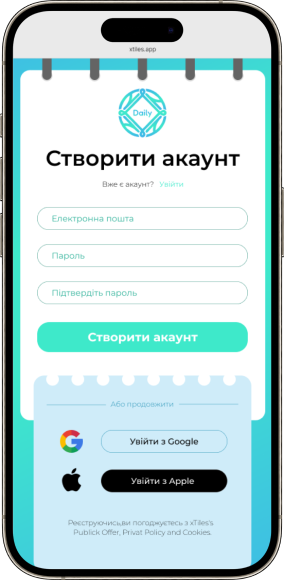 xtiles.app
Daily
Створити акаунт
Вже є акаунт? Увійти
Електронна пошта
Пароль
Підтвердіть пароль
Створити акаунт
Або продовжити
Увійти з Google
Увійти з Apple
Реєструючись,ви погоджуєтесь з xTiles's
Publick Offer, Privat Policy and Cookies.